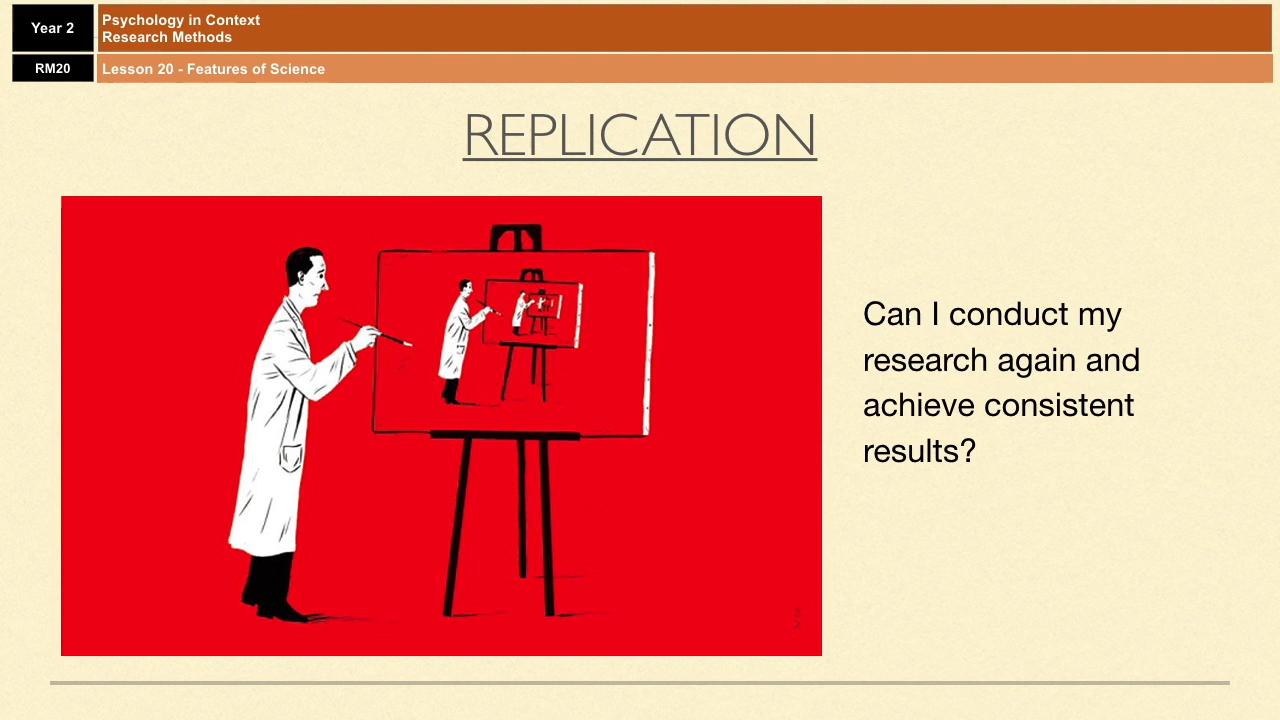 Year 2
Psychology in Context
Research Methods
RM20
Lesson 20 - Features of Science
REPLICATION
Can I conduct my
research again and
achieve consistent
results?